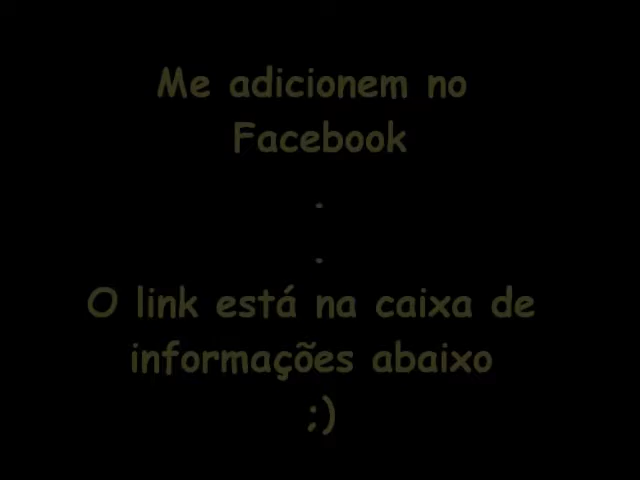 Me adicionem no
Facebook
.
.
O link está na caixa de
informações abaixo
;)